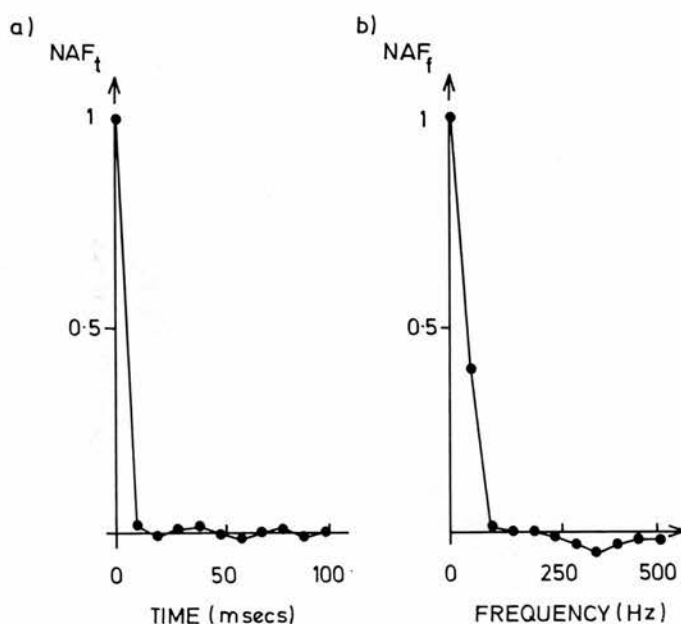 a)
NAFt
1
0·5
0 50 100
TIME (msecs)
b)
NAFf
1
0·5
0 250 500
FREQUENCY (Hz)